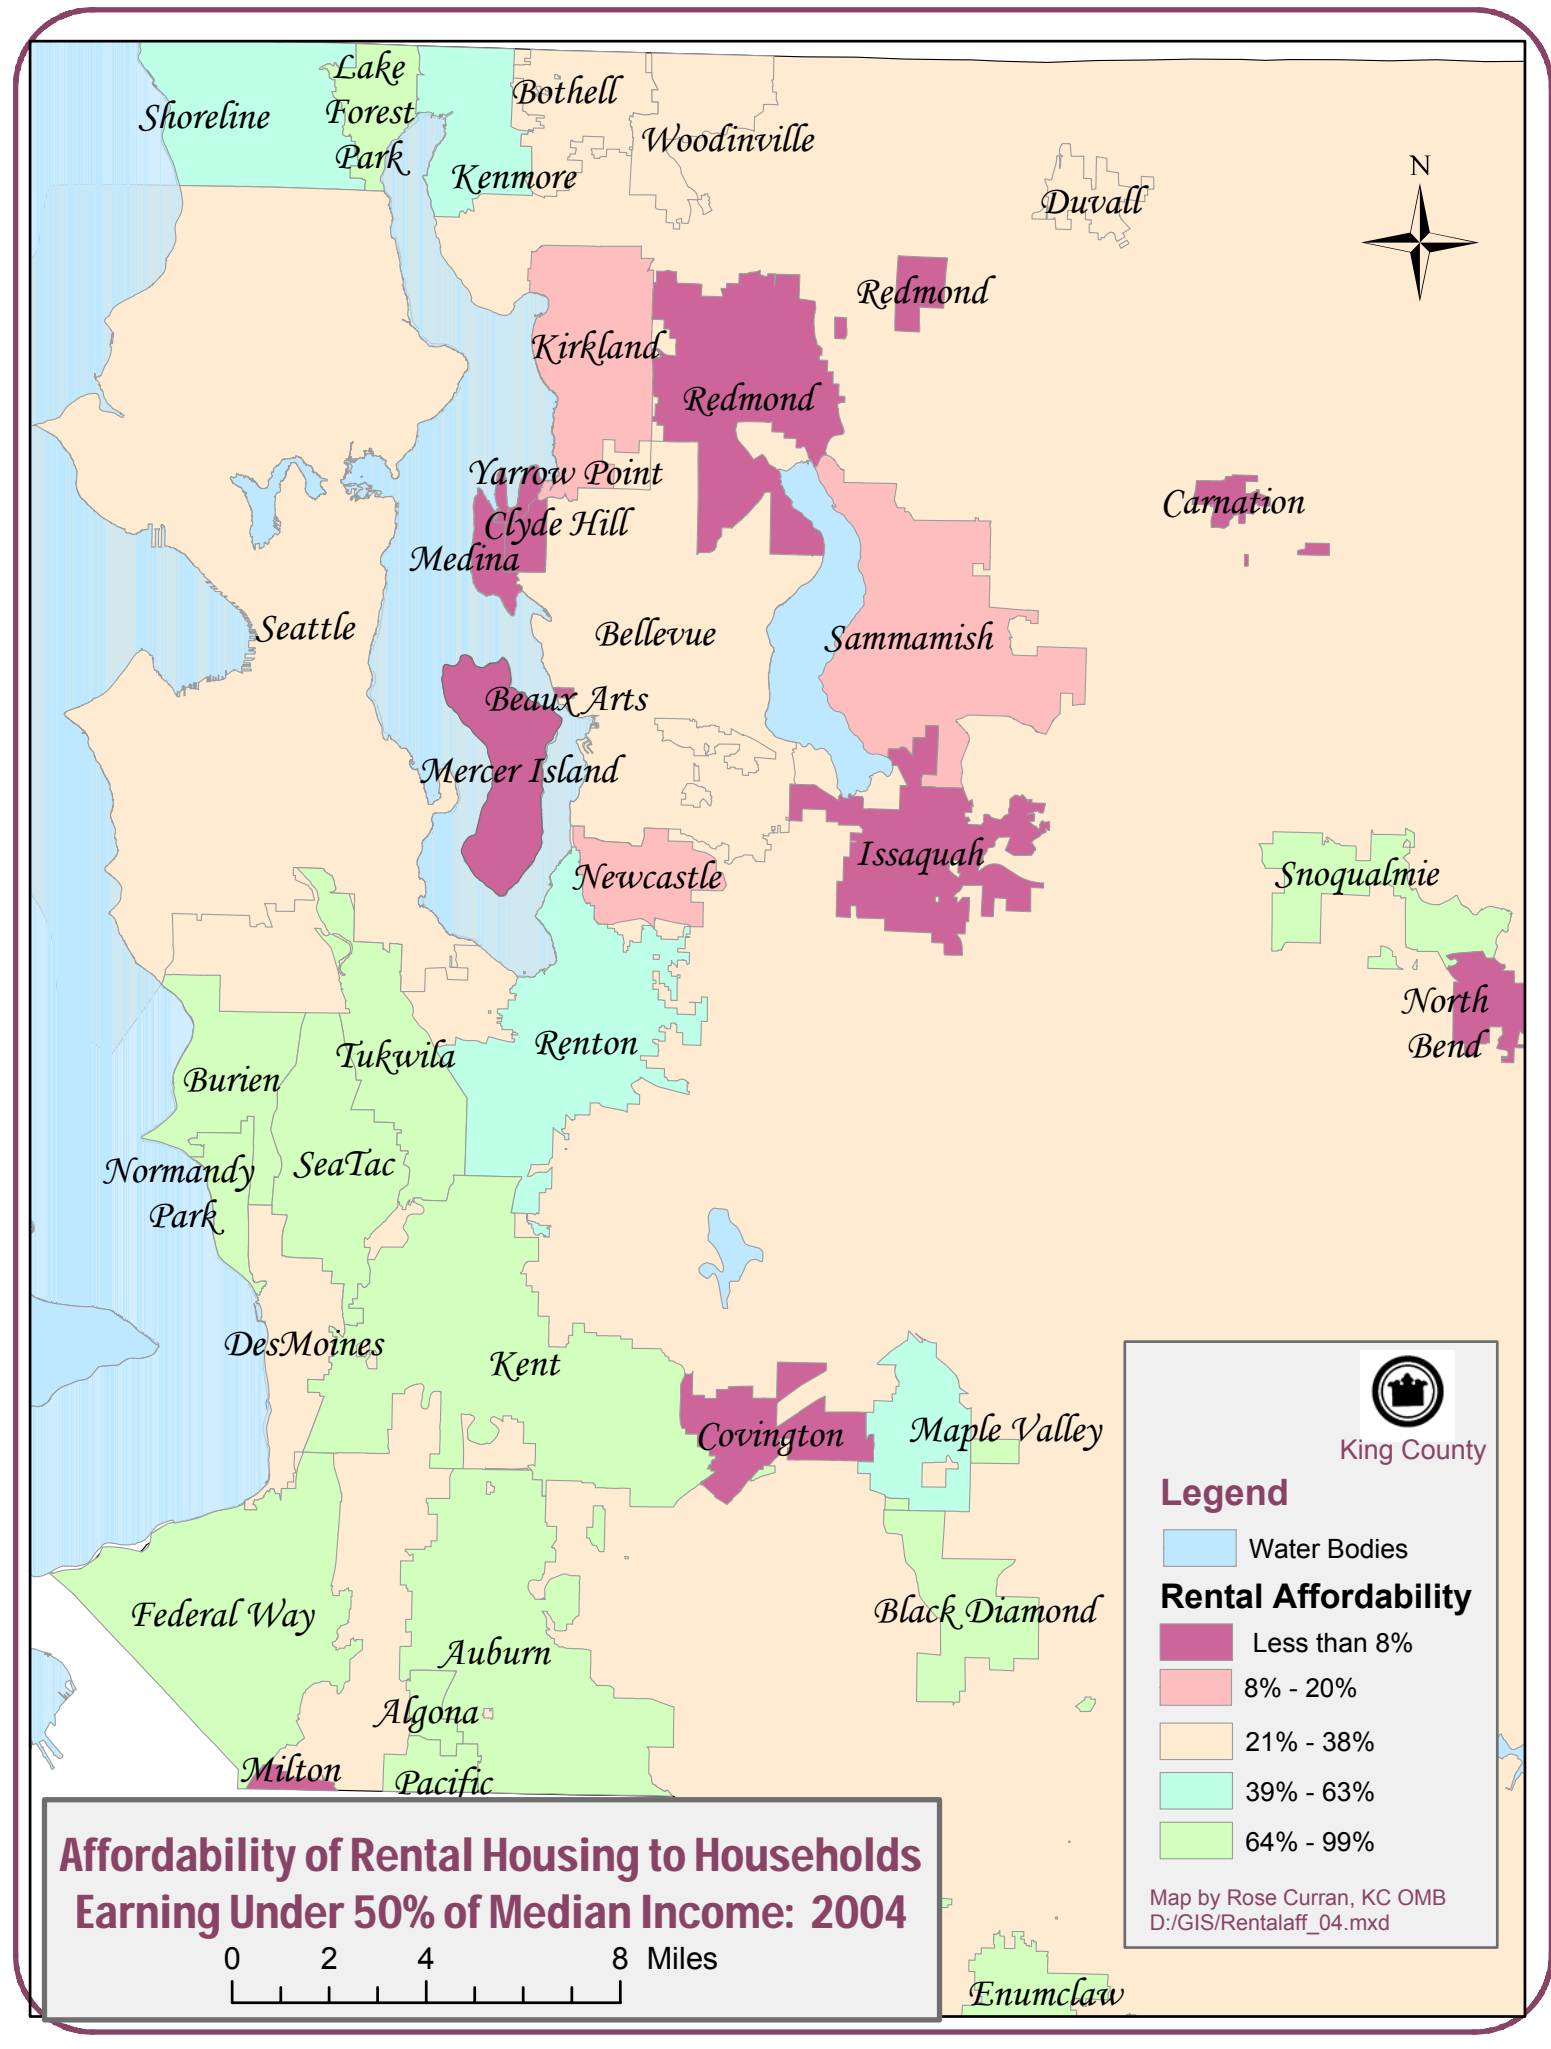 Lake
Forest
Park
Shoreline
Bothell
Woodinville
Kenmore
N
Duvall
Redmond
Kirkland
Redmond
Yarrow Point
Carnation
Clyde Hill
Medina
Seattle
Bellevue
Sammamish
Beaux Arts
Mercer Island
Issaquah
Newcastle
Snoqualmie
North
Bend
Renton
Tukwila
Burien
Normandy
Park
SeaTac
DesMoines
Kent
Covington
Maple Valley
Federal Way
Black Diamond
Auburn
Algona
Milton
Pacific
Enumclaw
King County
Legend
Water Bodies
Rental Affordability
Less than 8%
8% - 20%
21% - 38%
39% - 63%
64% - 99%
Map by Rose Curran, KC OMB
D:/GIS/Rentalaff_04.mxd
Affordability of Rental Housing to Households
Earning Under 50% of Median Income: 2004
0 2 4 8 Miles